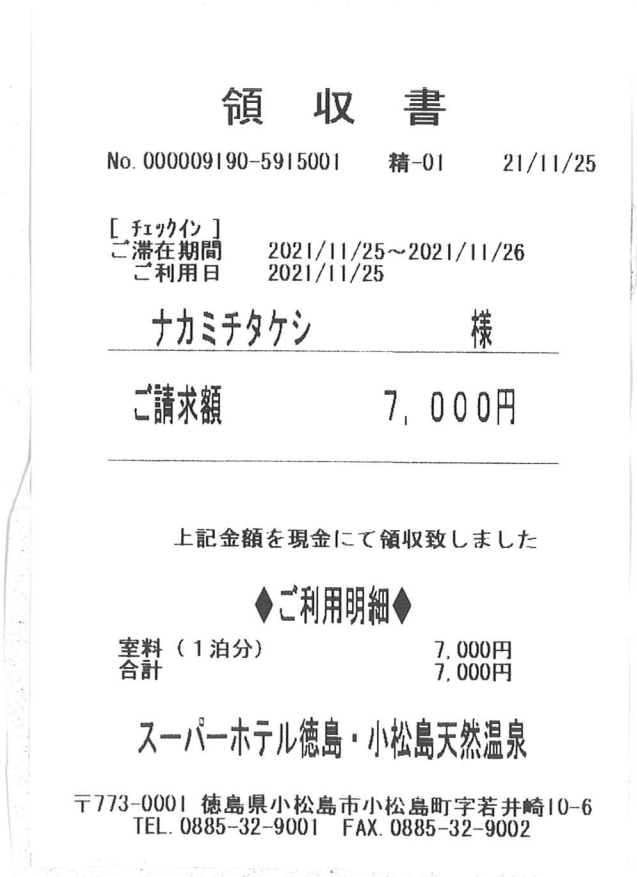 領収書
No.000009190-5915001 精-01 21/11/25
[ ﾁｪｯｸｲﾝ ]
ご滞在期間 2021/11/25～2021/11/26
ご利用日 2021/11/25
ナカミチタケシ 様
ご請求額 7,000円
上記金額を現金にて領収致しました
◆ご利用明細◆
室料(1泊分) 7,000円
合計 7,000円
スーパーホテル徳島・小松島天然温泉
〒773-0001 徳島県小松島市小松島町字若井崎10-6
TEL.0885-32-9001 FAX.0885-32-9002